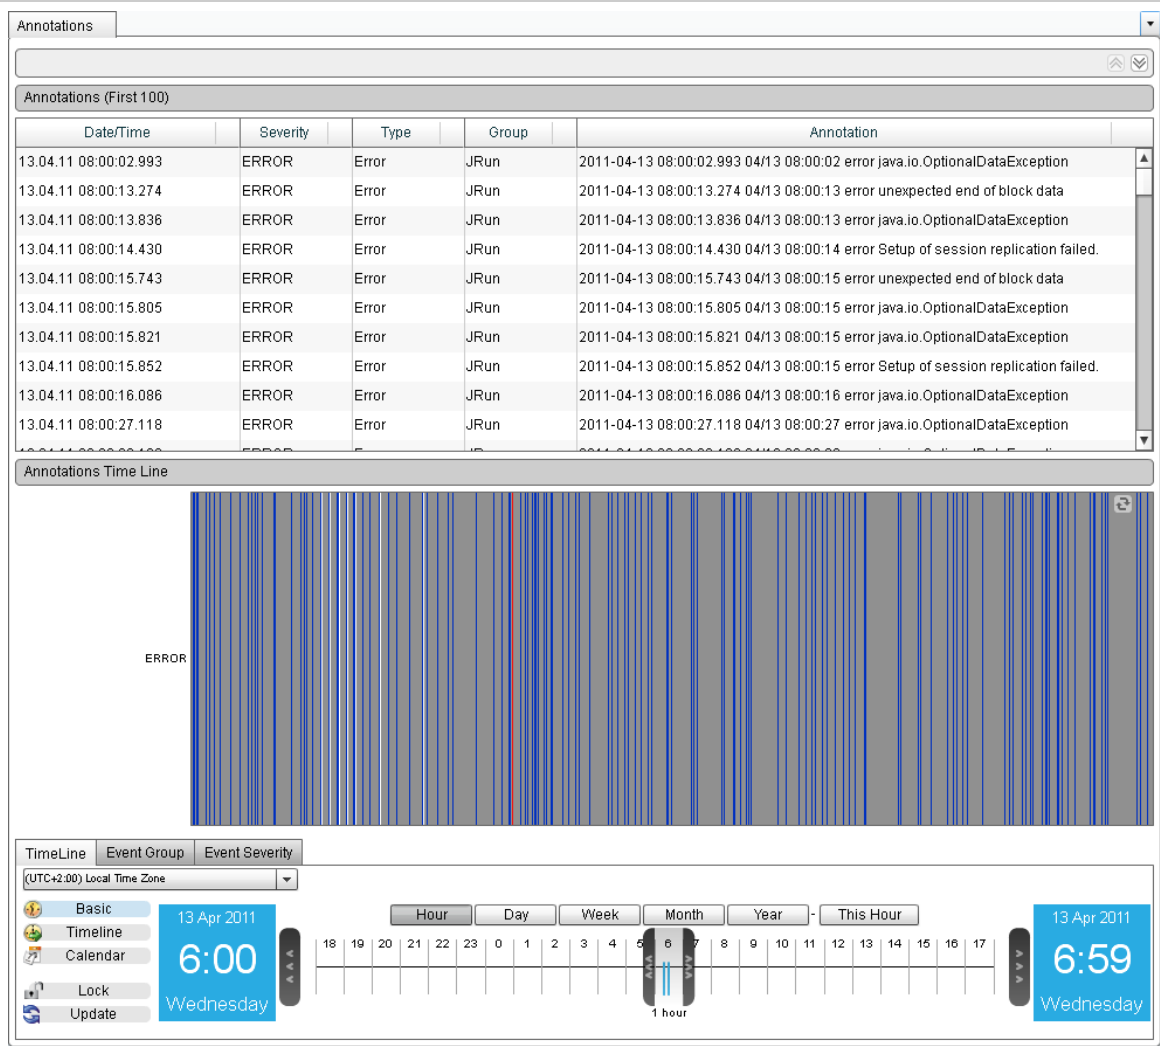 Annotations
Annotations (First 100)
Date/Time Severity Type Group Annotation
13.04.11 08:00:02.993 ERROR Error JRun 2011-04-13 08:00:02.993 04/13 08:00:02 error java.io.OptionalDataException
13.04.11 08:00:13.274 ERROR Error JRun 2011-04-13 08:00:13.274 04/13 08:00:13 error unexpected end of block data
13.04.11 08:00:13.836 ERROR Error JRun 2011-04-13 08:00:13.836 04/13 08:00:13 error java.io.OptionalDataException
13.04.11 08:00:14.430 ERROR Error JRun 2011-04-13 08:00:14.430 04/13 08:00:14 error Setup of session replication failed.
13.04.11 08:00:15.743 ERROR Error JRun 2011-04-13 08:00:15.743 04/13 08:00:15 error unexpected end of block data
13.04.11 08:00:15.805 ERROR Error JRun 2011-04-13 08:00:15.805 04/13 08:00:15 error java.io.OptionalDataException
13.04.11 08:00:15.821 ERROR Error JRun 2011-04-13 08:00:15.821 04/13 08:00:15 error java.io.OptionalDataException
13.04.11 08:00:15.852 ERROR Error JRun 2011-04-13 08:00:15.852 04/13 08:00:15 error Setup of session replication failed.
13.04.11 08:00:16.086 ERROR Error JRun 2011-04-13 08:00:16.086 04/13 08:00:16 error java.io.OptionalDataException
13.04.11 08:00:27.118 ERROR Error JRun 2011-04-13 08:00:27.118 04/13 08:00:27 error java.io.OptionalDataException
Annotations Time Line
ERROR
TimeLine Event Group Event Severity
(UTC+2:00) Local Time Zone
Basic
Timeline
Calendar
Lock
Update
13 Apr 2011
6:00
Wednesday
Hour Day Week Month Year - This Hour
18 19 20 21 22 23 0 1 2 3 4 5 6 7 8 9 10 11 12 13 14 15 16 17
1 hour
13 Apr 2011
6:59
Wednesday